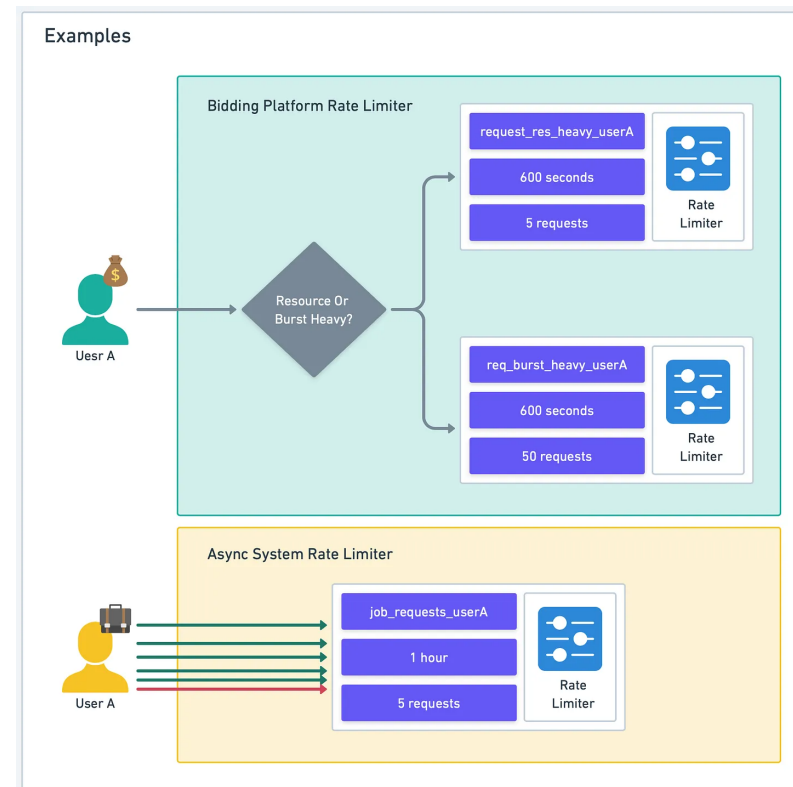 Examples
Bidding Platform Rate Limiter
request_res_heavy_userA
600 seconds
5 requests
Rate
Limiter
$
Uesr A
Resource Or
Burst Heavy?
req_burst_heavy_userA
600 seconds
50 requests
Rate
Limiter
Async System Rate Limiter
User A
job_requests_userA
1 hour
5 requests
Rate
Limiter